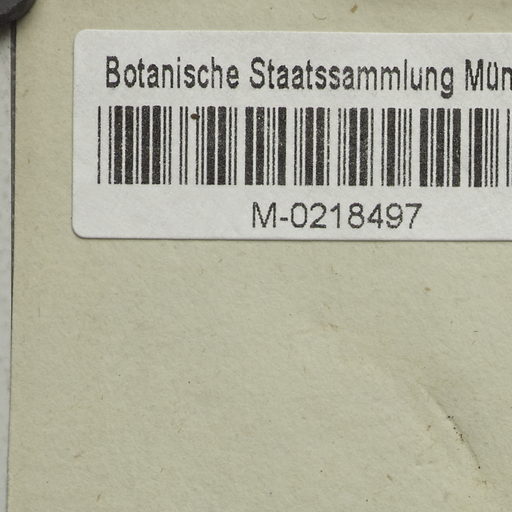 Botanische Staatssammlung Mün
M-0218497